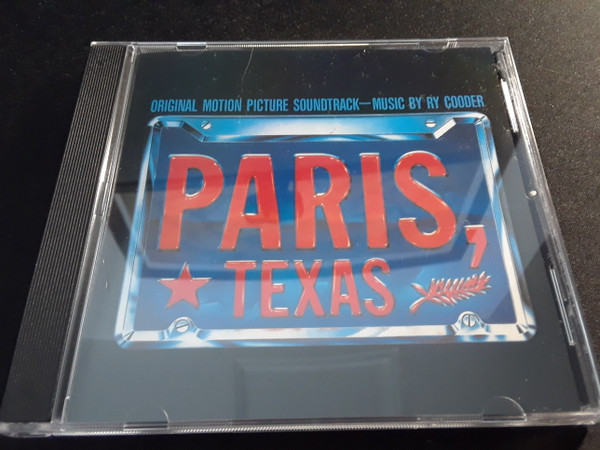 ORIGINAL MOTION PICTURE SOUNDTRACK—MUSIC BY RY COODER
PARIS,
TEXAS